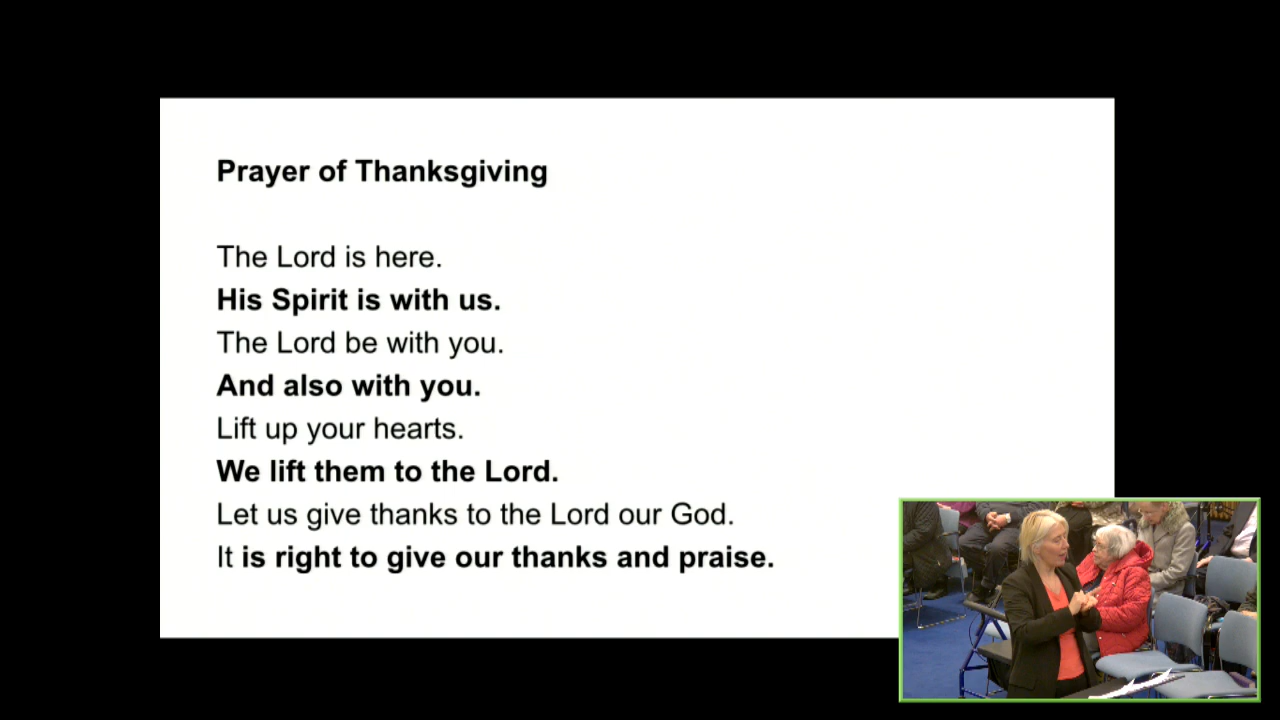 Prayer of Thanksgiving
The Lord is here.
His Spirit is with us.
The Lord be with you.
And also with you.
Lift up your hearts.
We lift them to the Lord.
Let us give thanks to the Lord our God.
It is right to give our thanks and praise.